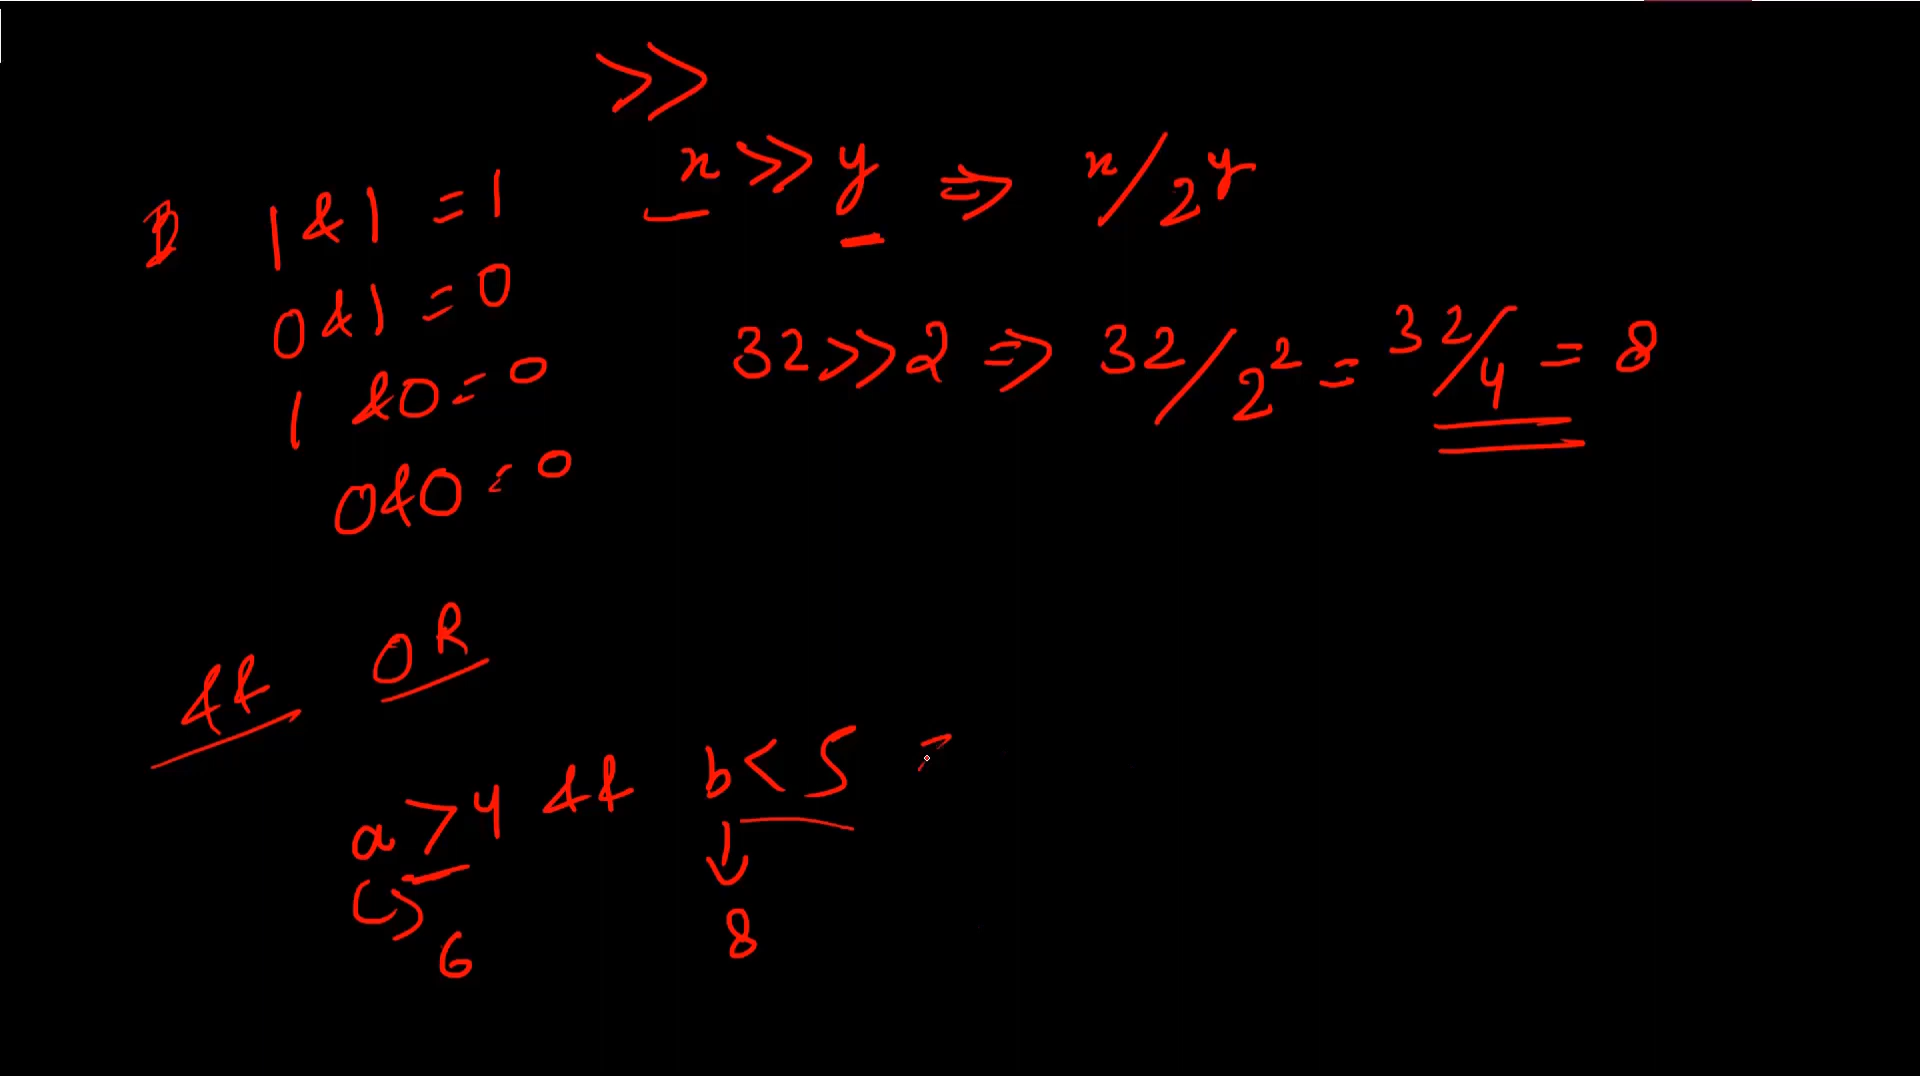 >>
x >> y => x/2^y
B 1 & 1 = 1
0 & 1 = 0
32 >> 2 => 32/2^2 = 32/4 = 8
1 & 0 = 0
0 & 0 = 0
&& OR
a > 4 && b < 5 =
6 8